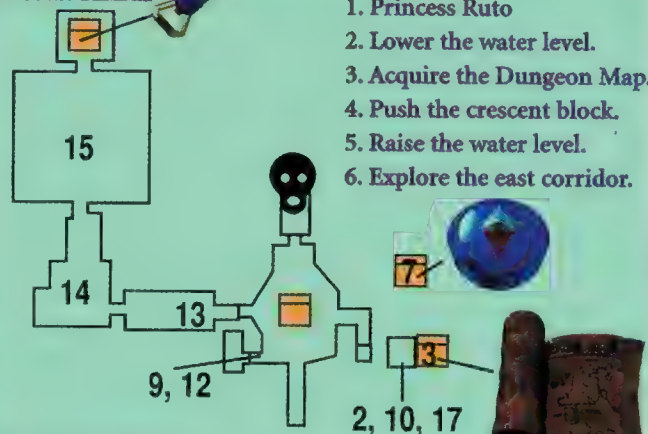 1. Princess Ruto
2. Lower the water level.
3. Acquire the Dungeon Map.
4. Push the crescent block.
5. Raise the water level.
6. Explore the east corridor.
15
7
14
13
3
9, 12
2, 10, 17